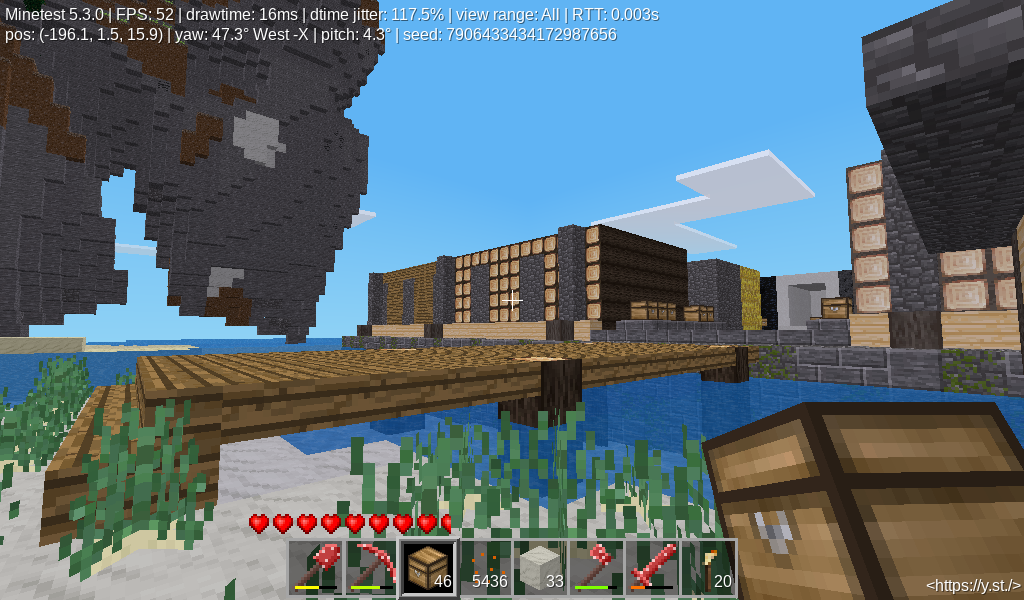 Minetest 5.3.0 | FPS: 52 | drawtime: 16ms | dtime jitter: 117.5% | view range: All | RTT: 0.003s
pos: (-196.1, 1.5, 15.9) | yaw: 47.3° West -X | pitch: 4.3° | seed: 7906433434172987656
46 5436 33 20
<https://y.st./>